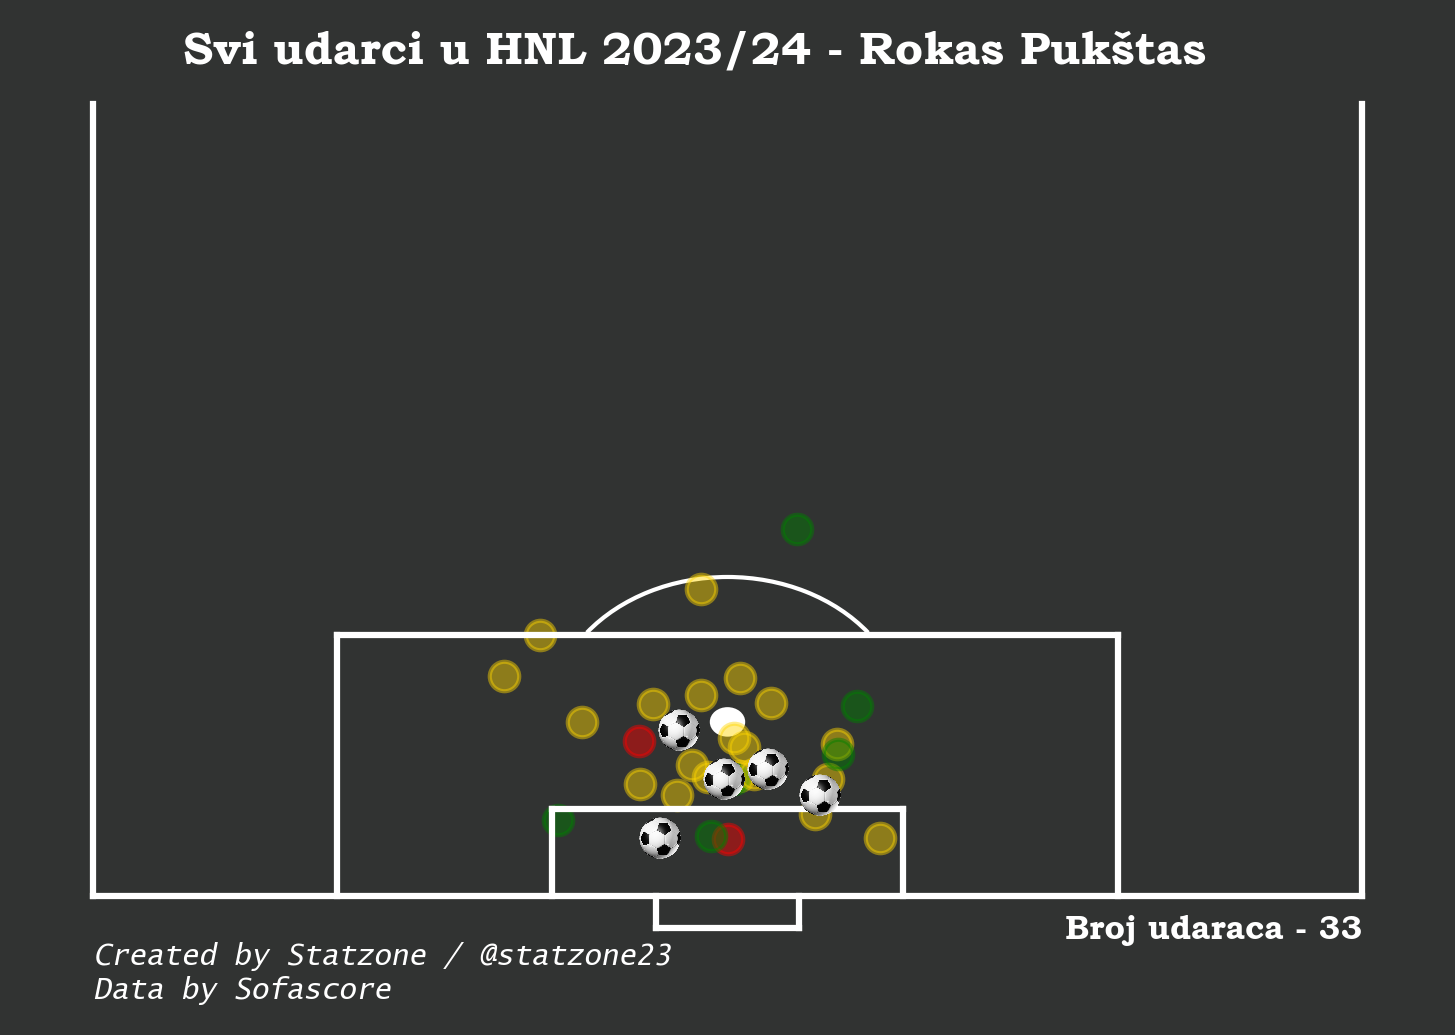 Svi udarci u HNL 2023/24 - Rokas Pukštas
Broj udaraca - 33
Created by Statzone / @statzone23
Data by Sofascore